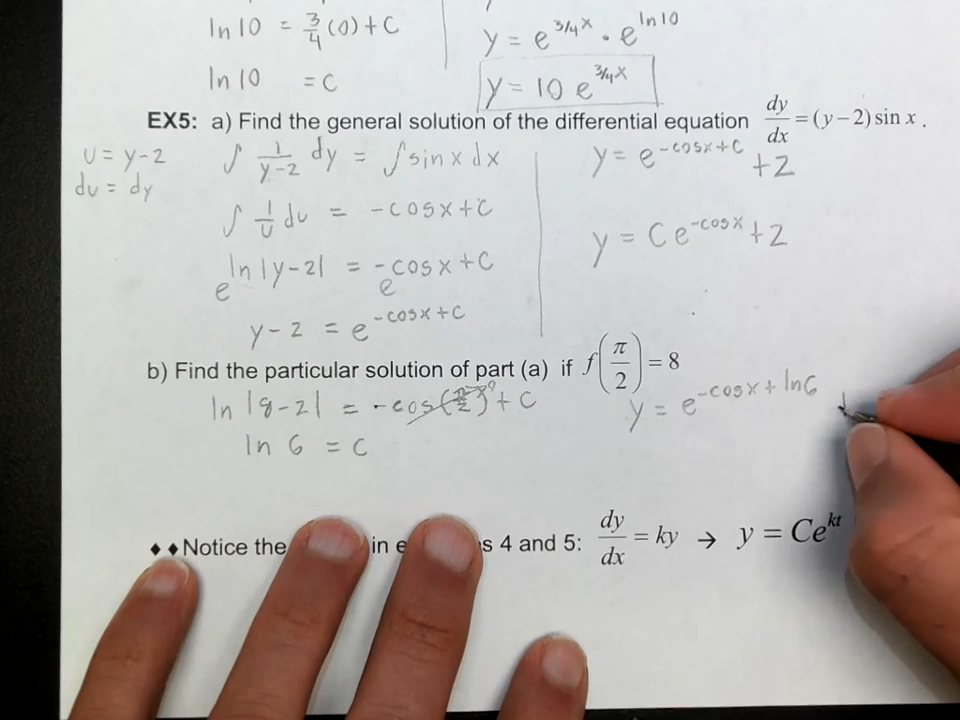 ln 10 = 3/4 (0) + C
ln 10 = C
y = e^{3/4 x} · e^{ln 10}
y = 10 e^{3/4 x}
EX5: a) Find the general solution of the differential equation dy/dx = (y − 2) sin x .
u = y - 2
du = dy
∫ 1/(y-2) dy = ∫ sin x dx
∫ 1/u du = -cos x + C
ln |y-2| = -cos x + C
e e
y - 2 = e^{-cos x + C}
y = e^{-cos x + C} + 2
y = C e^{-cos x} + 2
b) Find the particular solution of part (a) if f(π/2) = 8
ln |8-2| = -cos(π/2)^0 + C
ln 6 = C
y = e^{-cos x + ln 6}
♦♦Notice the in e s 4 and 5: dy/dx = ky → y = Ce^{kt}